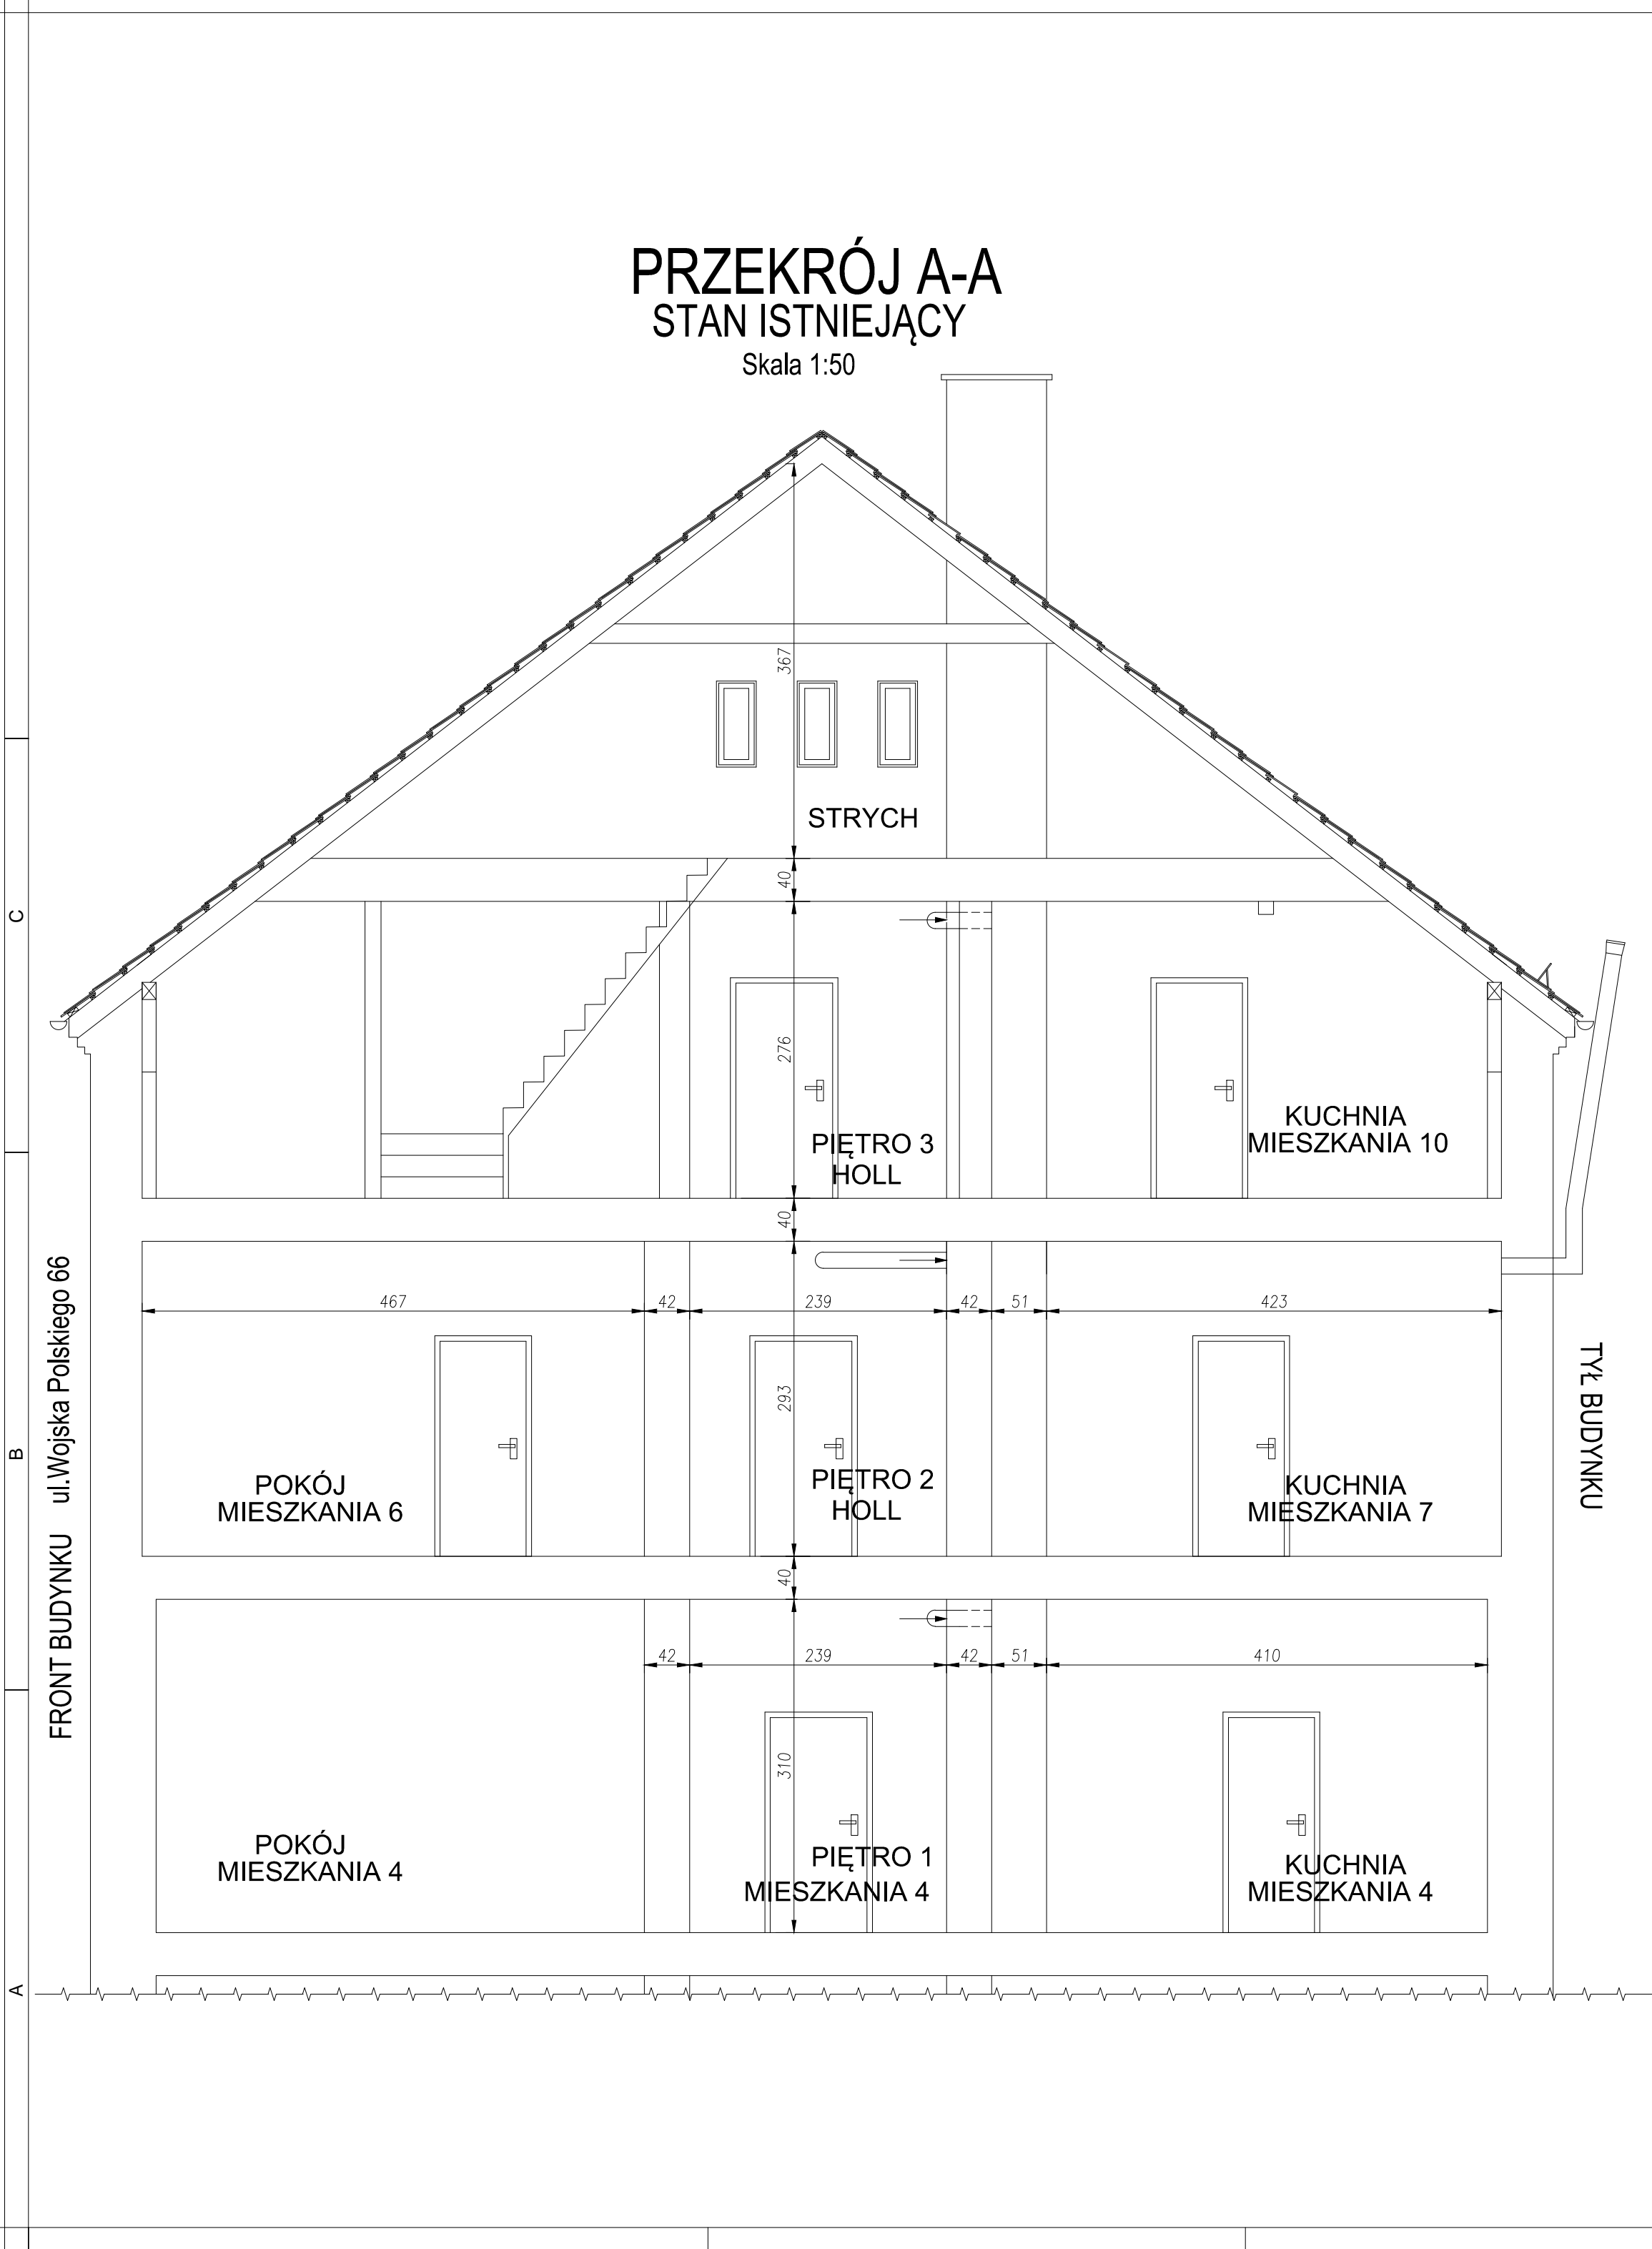 PRZEKRÓJ A-A
STAN ISTNIEJĄCY
Skala 1:50
367
STRYCH
40
C
276
KUCHNIA
MIESZKANIA 10
PIĘTRO 3
HOLL
40
467
42
239
42
51
423
293
FRONT BUDYNKU ul.Wojska Polskiego 66
TYŁ BUDYNKU
B
POKÓJ
MIESZKANIA 6
PIĘTRO 2
HOLL
KUCHNIA
MIESZKANIA 7
40
42
239
42
51
410
310
POKÓJ
MIESZKANIA 4
PIĘTRO 1
MIESZKANIA 4
KUCHNIA
MIESZKANIA 4
A